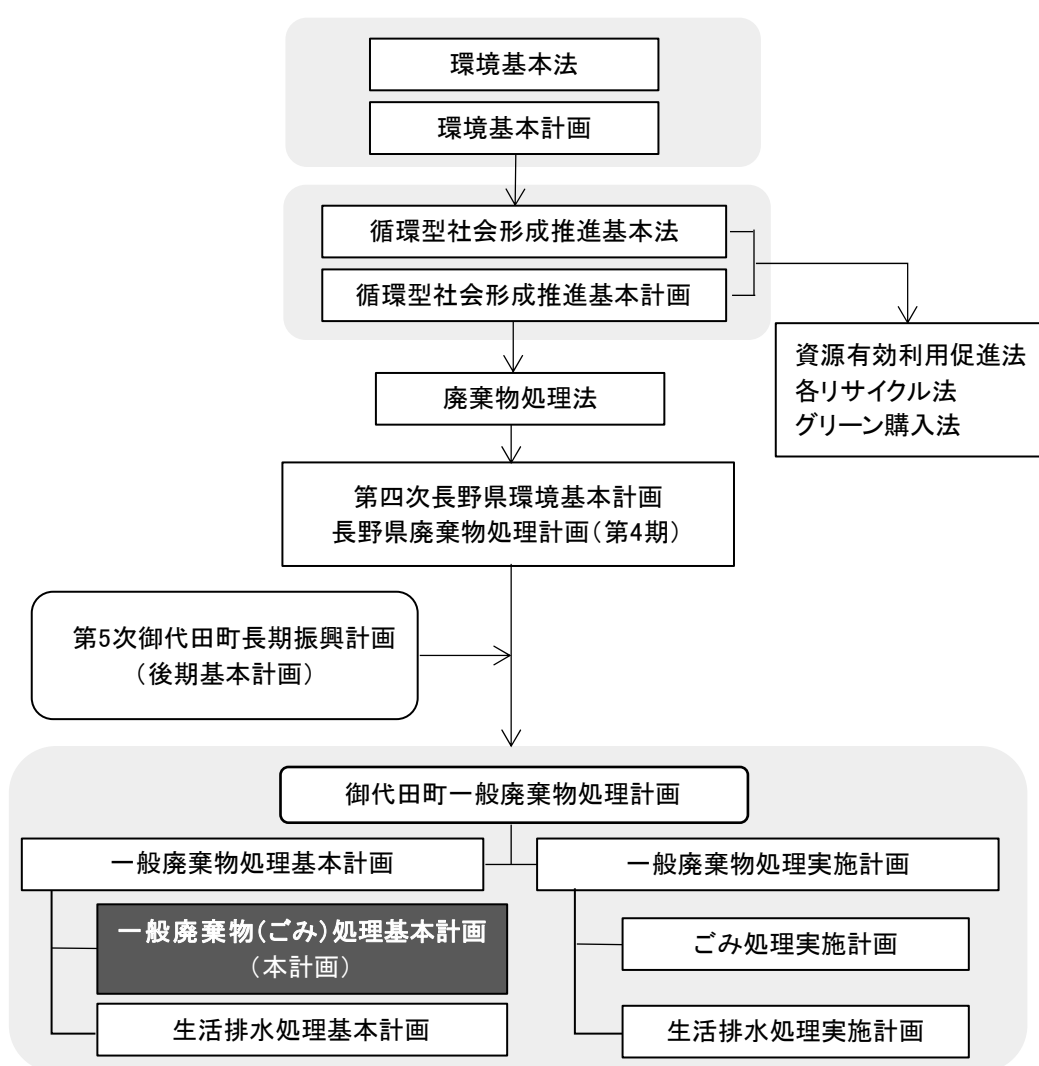 環境基本法
環境基本計画
循環型社会形成推進基本法
循環型社会形成推進基本計画
資源有効利用促進法
各リサイクル法
グリーン購入法
廃棄物処理法
第四次長野県環境基本計画
長野県廃棄物処理計画(第4期)
第5次御代田町長期振興計画
(後期基本計画)
御代田町一般廃棄物処理計画
一般廃棄物処理基本計画
一般廃棄物処理実施計画
一般廃棄物(ごみ)処理基本計画
(本計画)
ごみ処理実施計画
生活排水処理基本計画
生活排水処理実施計画